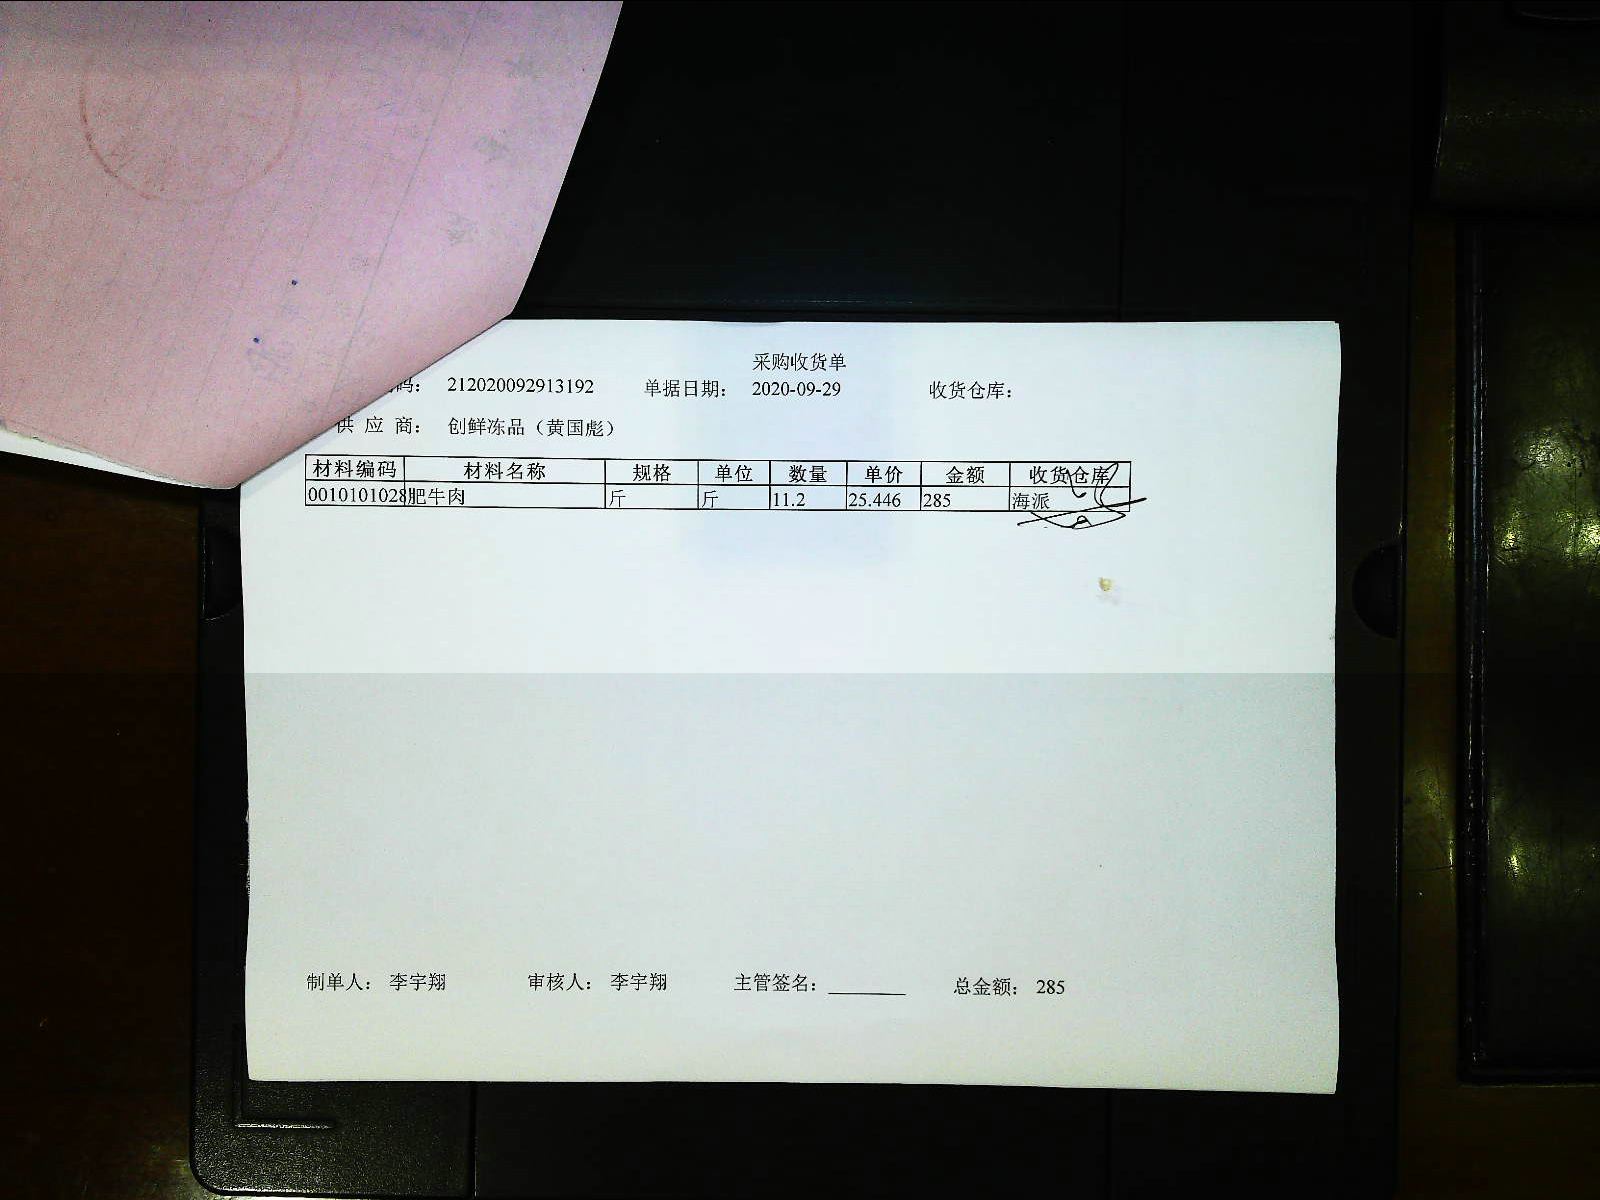 采购收货单
码： 212020092913192 单据日期： 2020-09-29 收货仓库：
供 应 商： 创鲜冻品（黄国彪）
材料编码 材料名称 规格 单位 数量 单价 金额 收货仓库
0010101028 肥牛肉 斤 斤 11.2 25.446 285 海派
制单人： 李宇翔 审核人： 李宇翔 主管签名： 总金额： 285